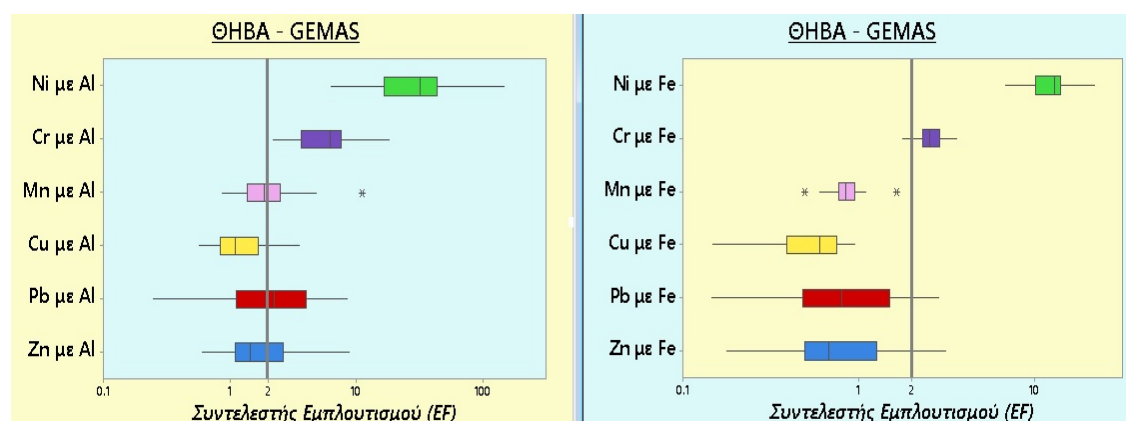 ΘΗΒΑ - GEMAS
Ni με Al
Cr με Al
Mn με Al
Cu με Al
Pb με Al
Zn με Al
0.1 1 2 10 100
Συντελεστής Εμπλουτισμού (EF)
ΘΗΒΑ - GEMAS
Ni με Fe
Cr με Fe
Mn με Fe
Cu με Fe
Pb με Fe
Zn με Fe
0.1 1 2 10
Συντελεστής Εμπλουτισμού (EF)